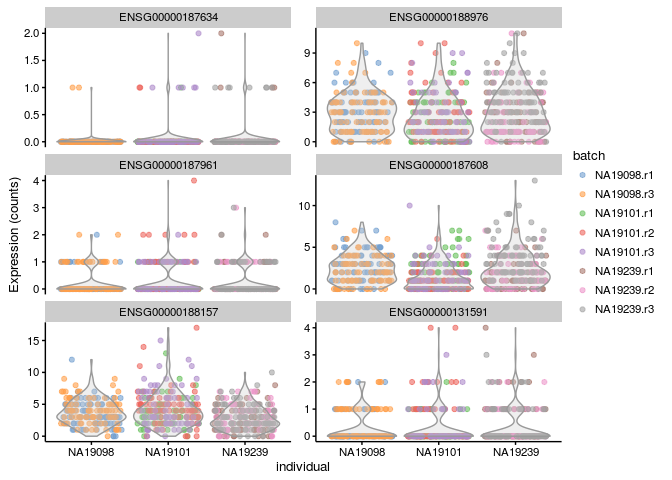 ENSG00000187634
ENSG00000188976
2.0
1.5
1.0
0.5
0.0
9
6
3
0
ENSG00000187961
ENSG00000187608
4
3
2
1
0
10
5
0
ENSG00000188157
ENSG00000131591
15
10
5
0
4
3
2
1
0
NA19098
NA19101
NA19239
NA19098
NA19101
NA19239
individual
Expression (counts)
batch
NA19098.r1
NA19098.r3
NA19101.r1
NA19101.r2
NA19101.r3
NA19239.r1
NA19239.r2
NA19239.r3